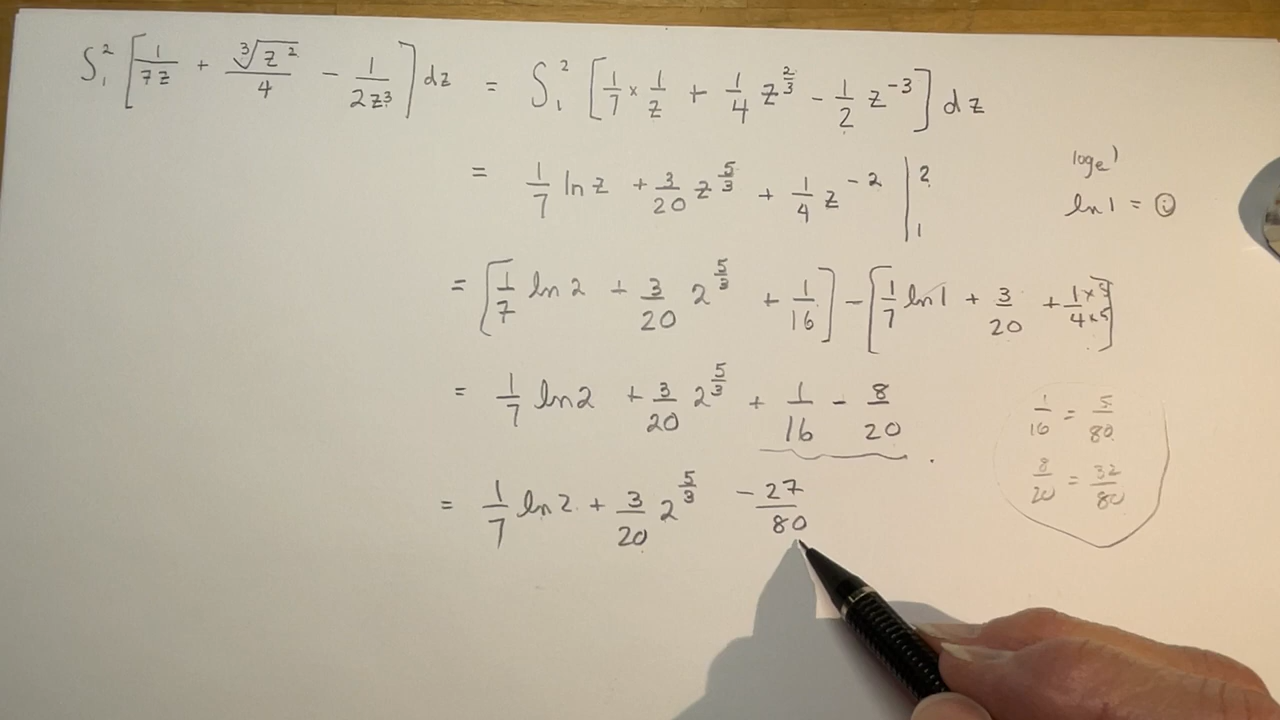 ∫₁² [1/7z + ∛z²/4 − 1/2z³] dz = ∫₁² [1/7 × 1/z + 1/4 z^(2/3) − 1/2 z⁻³] dz
= 1/7 ln z + 3/20 z^(5/3) + 1/4 z⁻² |₁²
logₑ1
ln 1 = 0
= [1/7 ln 2 + 3/20 2^(5/3) + 1/16] − [1/7 ln 1 + 3/20 + 1×5/4×5]
= 1/7 ln 2 + 3/20 2^(5/3) + 1/16 − 8/20
1/16 = 5/80
8/20 = 32/80
= 1/7 ln 2 + 3/20 2^(5/3) −27/80